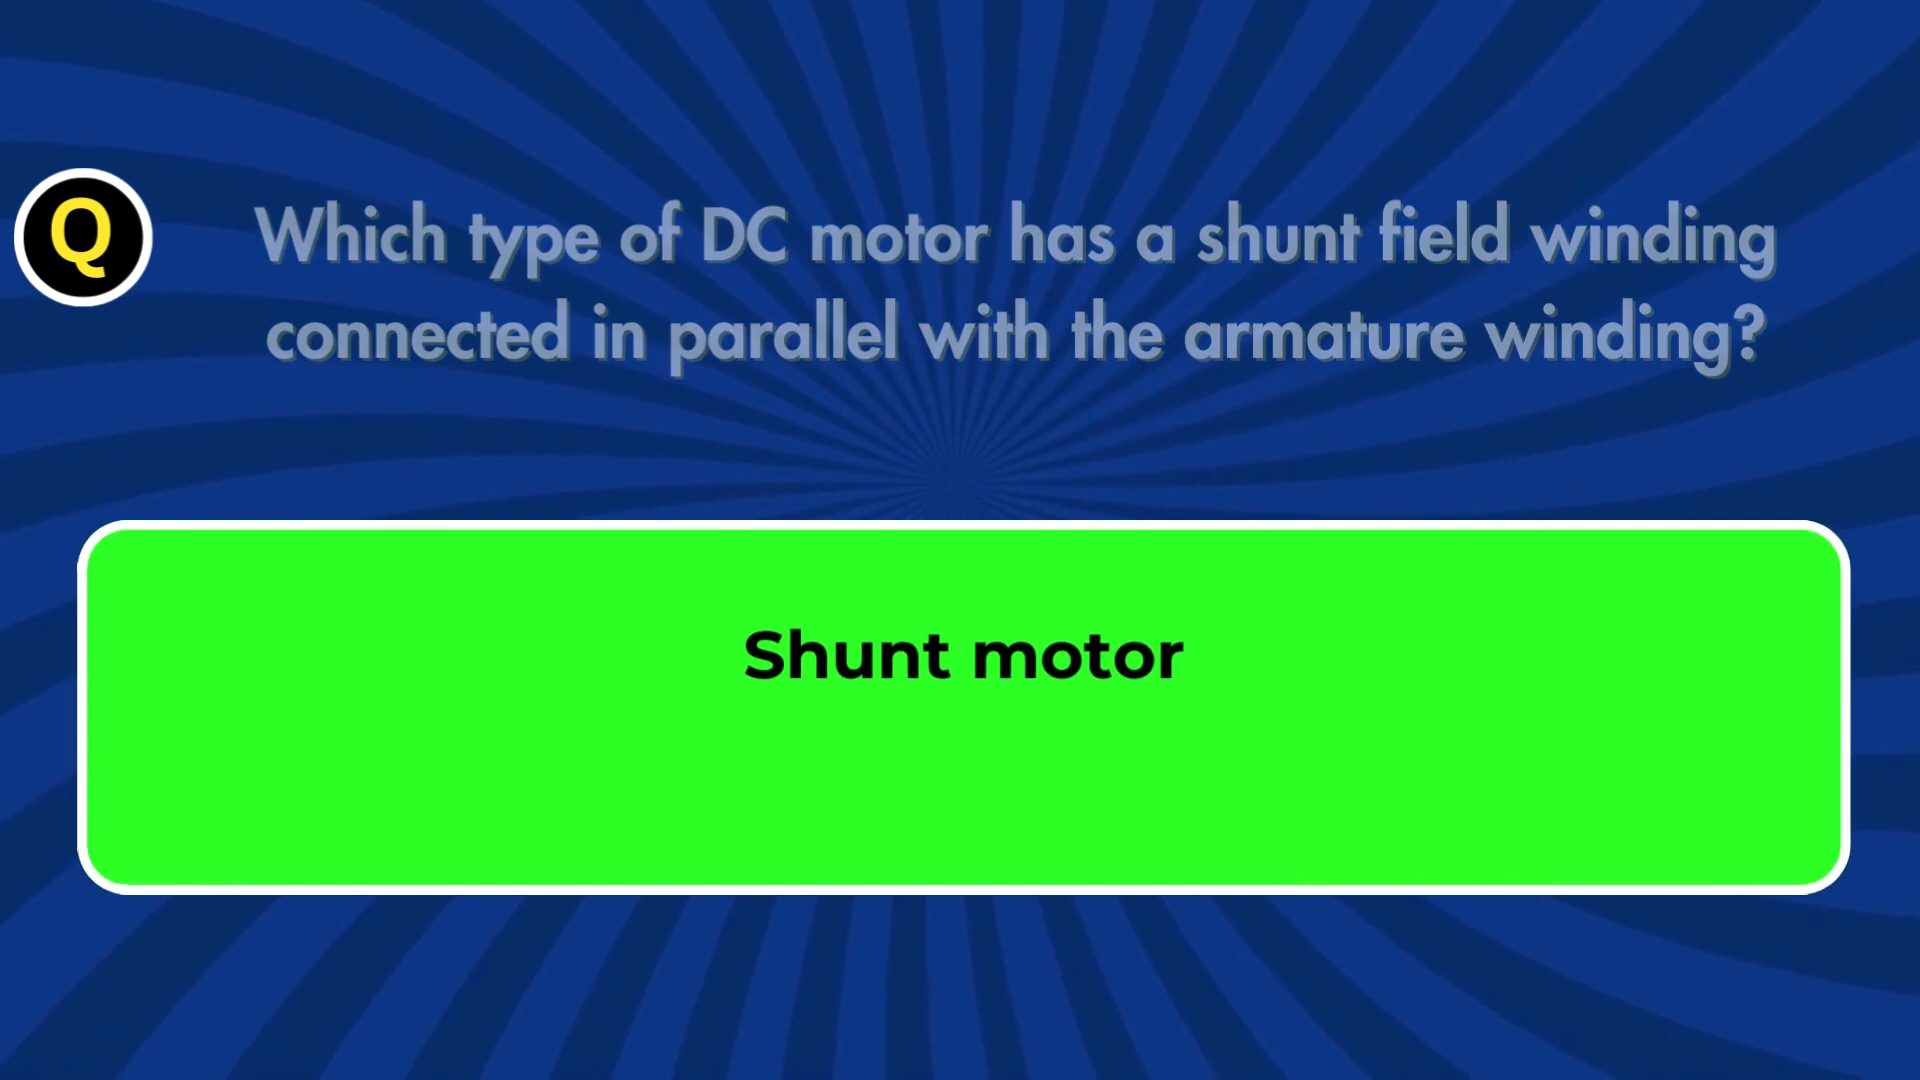 Q
Which type of DC motor has a shunt field winding
connected in parallel with the armature winding?
Shunt motor